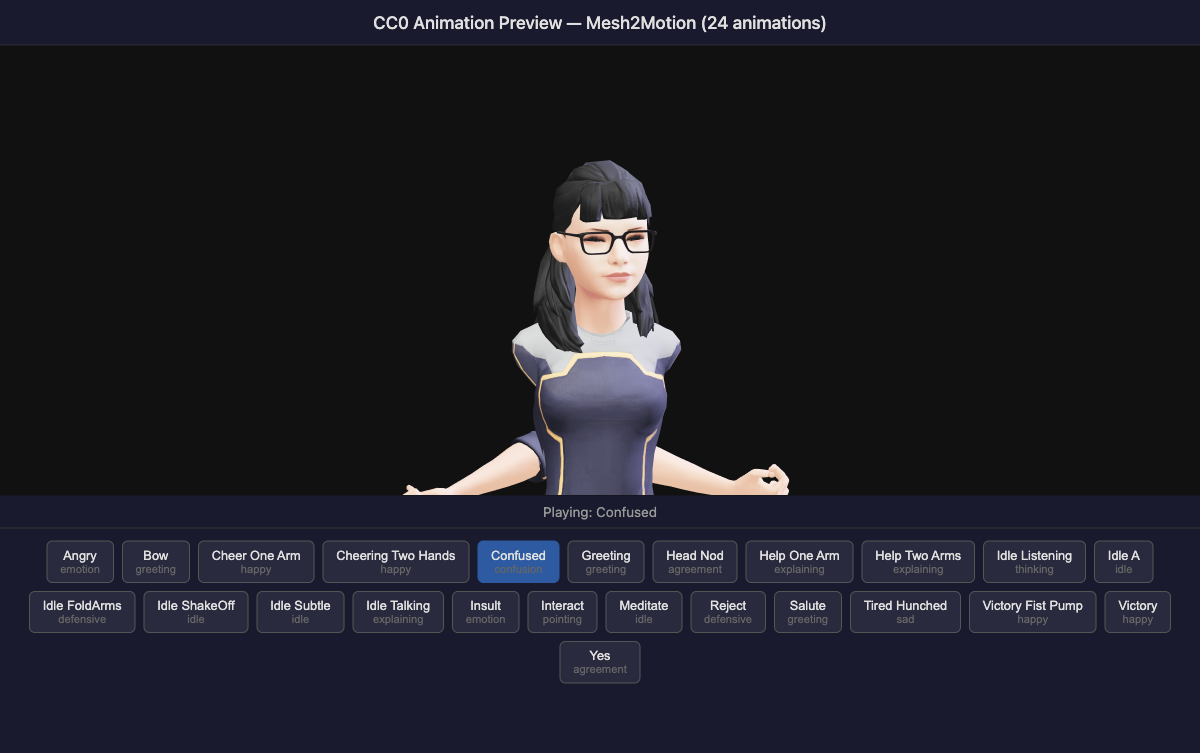 CC0 Animation Preview — Mesh2Motion (24 animations)
Playing: Confused
Angry Bow Cheer One Arm Cheering Two Hands Confused Greeting Head Nod Help One Arm Help Two Arms Idle Listening Idle A
emotion greeting happy happy confusion greeting agreement explaining explaining thinking idle
Idle FoldArms Idle ShakeOff Idle Subtle Idle Talking Insult Interact Meditate Reject Salute Tired Hunched Victory Fist Pump Victory
defensive idle idle explaining emotion pointing idle defensive greeting sad happy happy
Yes
agreement